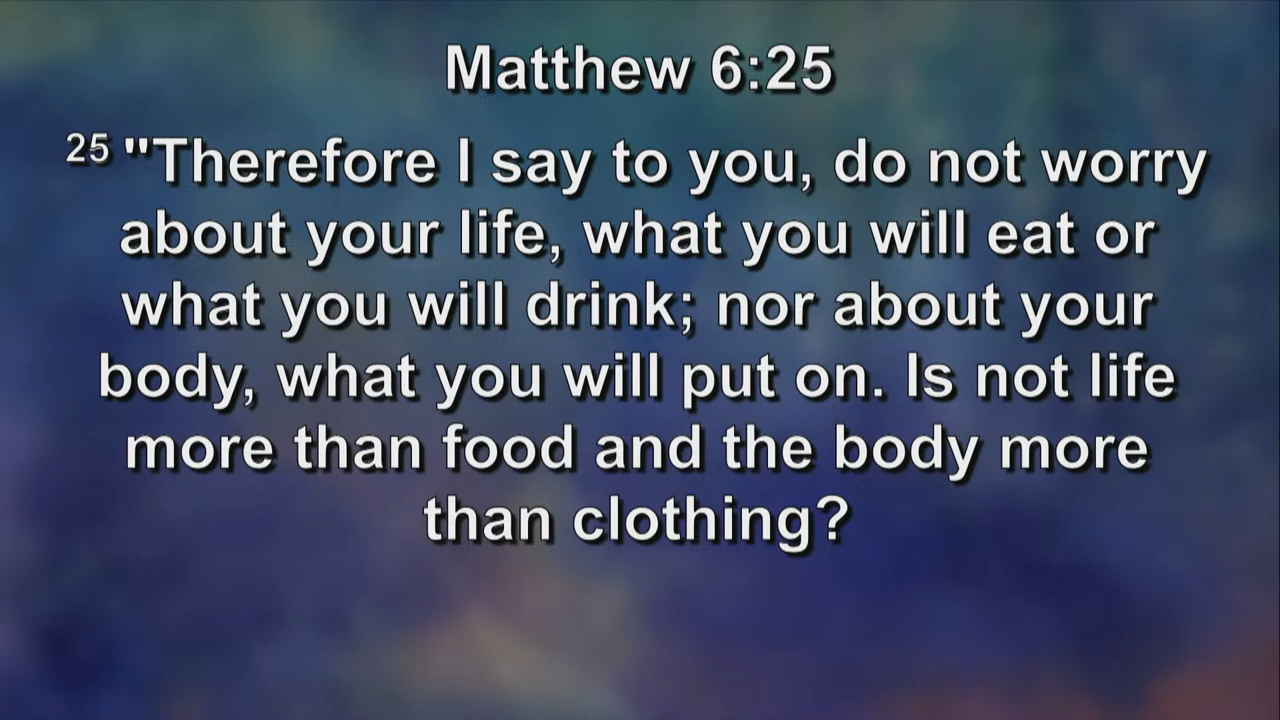 Matthew 6:25
25 "Therefore I say to you, do not worry
about your life, what you will eat or
what you will drink; nor about your
body, what you will put on. Is not life
more than food and the body more
than clothing?